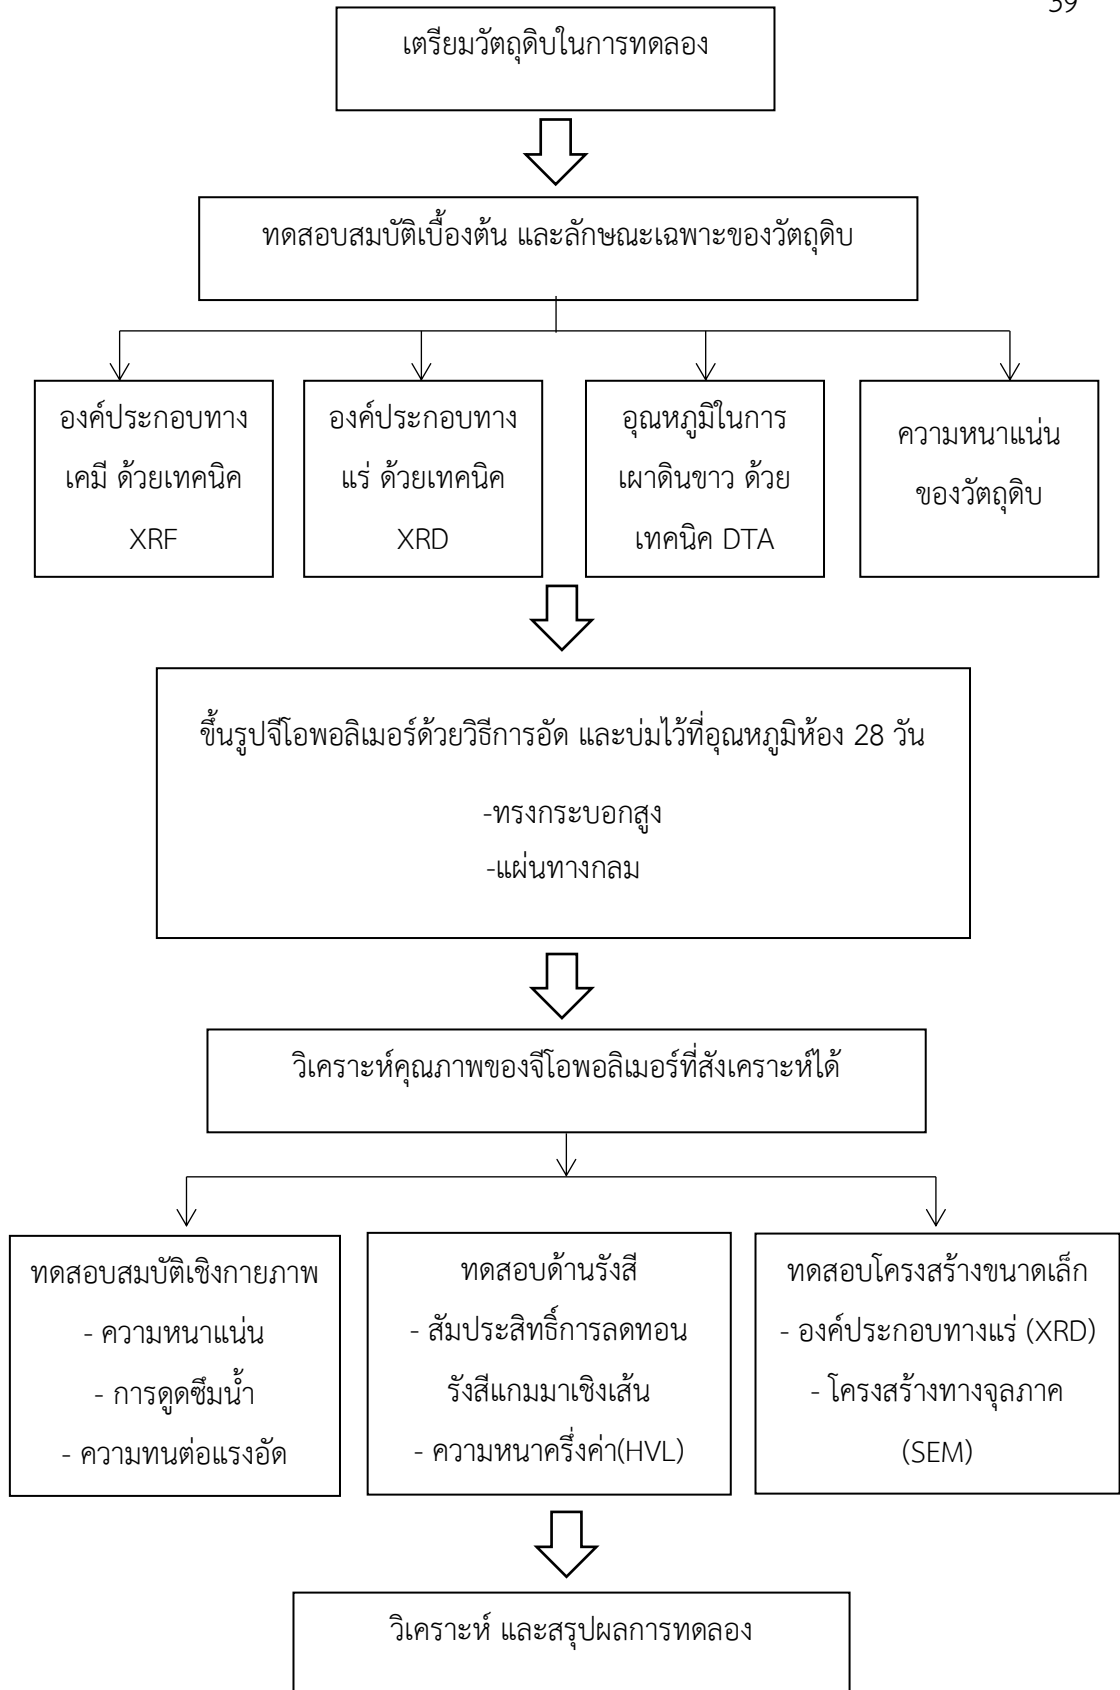 39
เตรียมวัตถุดิบในการทดลอง
ทดสอบสมบัติเบื้องต้น และลักษณะเฉพาะของวัตถุดิบ
องค์ประกอบทาง
เคมี ด้วยเทคนิค
XRF
องค์ประกอบทาง
แร่ ด้วยเทคนิค
XRD
อุณหภูมิในการ
เผาดินขาว ด้วย
เทคนิค DTA
ความหนาแน่น
ของวัตถุดิบ
ขึ้นรูปจีโอพอลิเมอร์ด้วยวิธีการอัด และบ่มไว้ที่อุณหภูมิห้อง 28 วัน
-ทรงกระบอกสูง
-แผ่นทางกลม
วิเคราะห์คุณภาพของจีโอพอลิเมอร์ที่สังเคราะห์ได้
ทดสอบสมบัติเชิงกายภาพ
- ความหนาแน่น
- การดูดซึมน้ำ
- ความทนต่อแรงอัด
ทดสอบด้านรังสี
- สัมประสิทธิ์การลดทอน
รังสีแกมมาเชิงเส้น
- ความหนาครึ่งค่า(HVL)
ทดสอบโครงสร้างขนาดเล็ก
- องค์ประกอบทางแร่ (XRD)
- โครงสร้างทางจุลภาค
(SEM)
วิเคราะห์ และสรุปผลการทดลอง